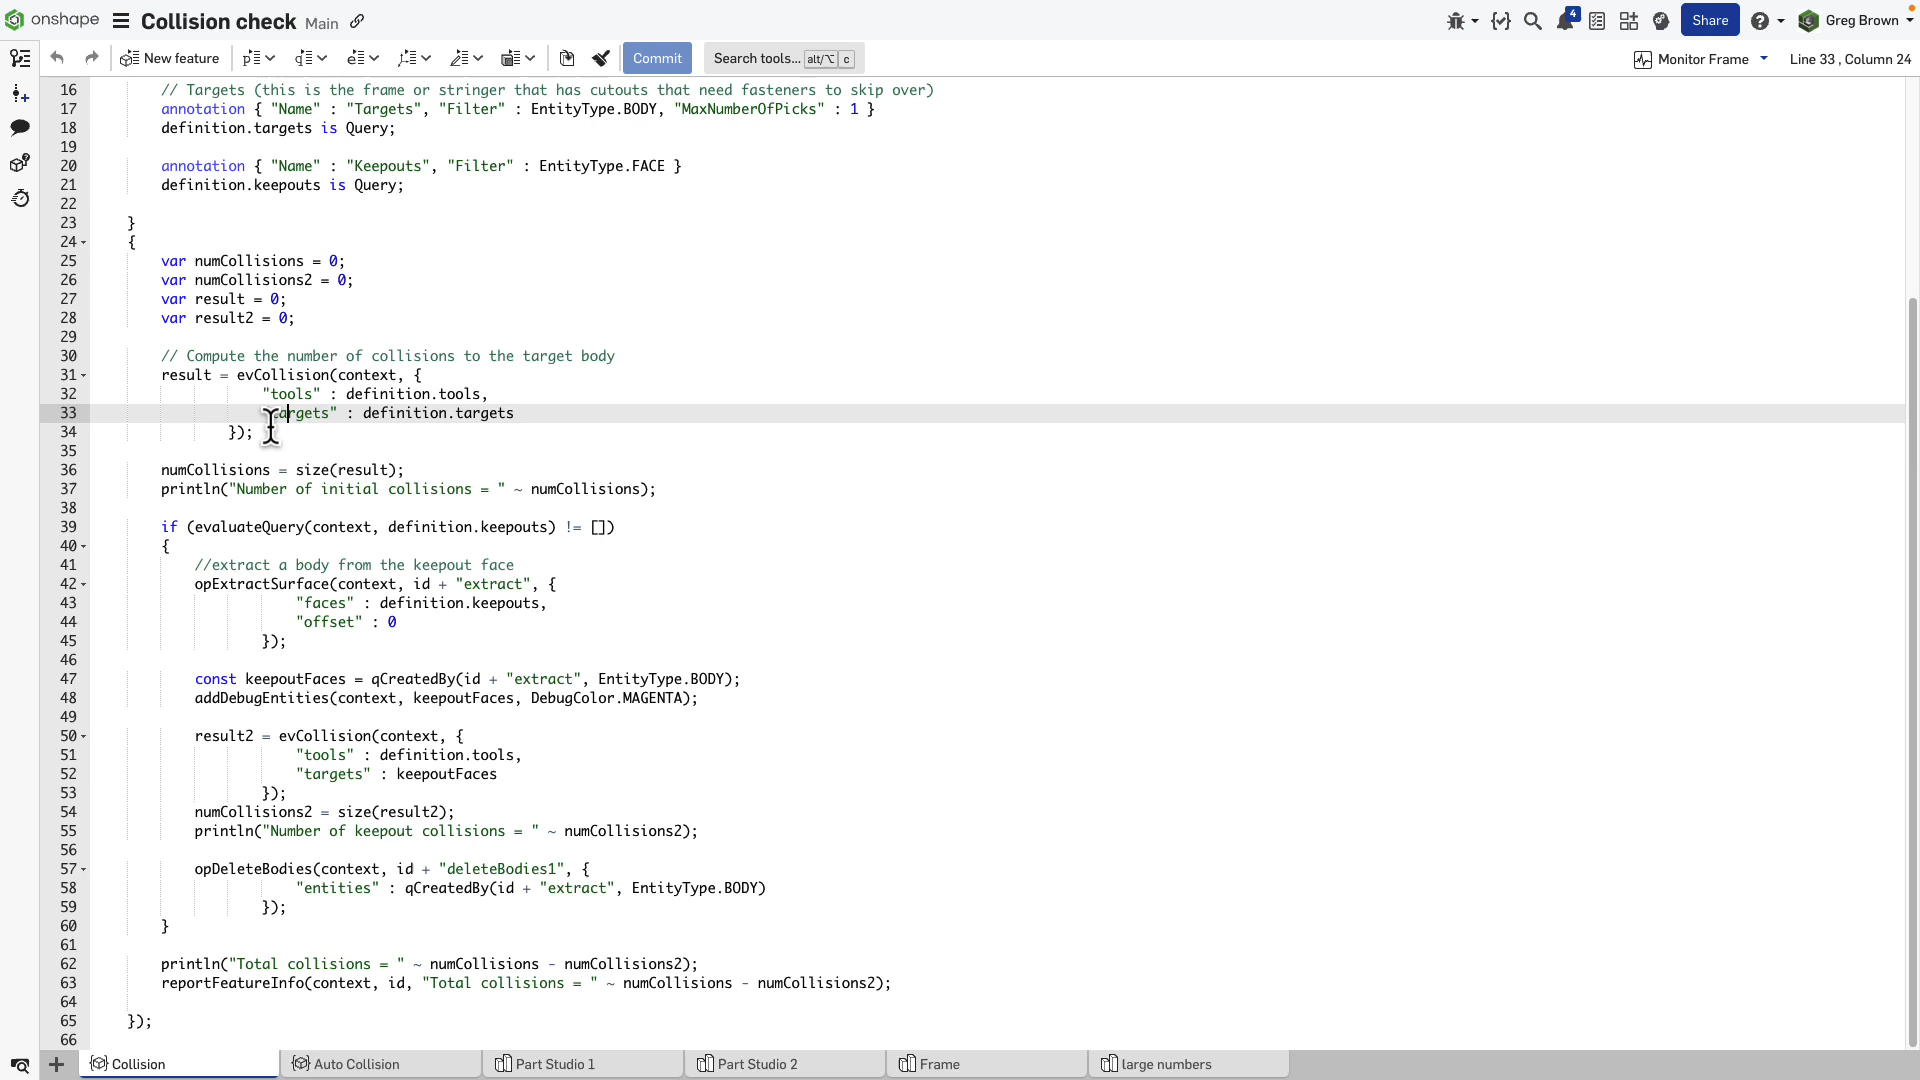 onshape Collision check Main 4 Share Greg Brown
New feature Commit Search tools... alt/⌥ c Monitor Frame Line 33 , Column 24
16 // Targets (this is the frame or stringer that has cutouts that need fasteners to skip over)
17 annotation { "Name" : "Targets", "Filter" : EntityType.BODY, "MaxNumberOfPicks" : 1 }
18 definition.targets is Query;
19
20 annotation { "Name" : "Keepouts", "Filter" : EntityType.FACE }
21 definition.keepouts is Query;
22
23 }
24 {
25 var numCollisions = 0;
26 var numCollisions2 = 0;
27 var result = 0;
28 var result2 = 0;
29
30 // Compute the number of collisions to the target body
31 result = evCollision(context, {
32 "tools" : definition.tools,
33 "targets" : definition.targets
34 });
35
36 numCollisions = size(result);
37 println("Number of initial collisions = " ~ numCollisions);
38
39 if (evaluateQuery(context, definition.keepouts) != [])
40 {
41 //extract a body from the keepout face
42 opExtractSurface(context, id + "extract", {
43 "faces" : definition.keepouts,
44 "offset" : 0
45 });
46
47 const keepoutFaces = qCreatedBy(id + "extract", EntityType.BODY);
48 addDebugEntities(context, keepoutFaces, DebugColor.MAGENTA);
49
50 result2 = evCollision(context, {
51 "tools" : definition.tools,
52 "targets" : keepoutFaces
53 });
54 numCollisions2 = size(result2);
55 println("Number of keepout collisions = " ~ numCollisions2);
56
57 opDeleteBodies(context, id + "deleteBodies1", {
58 "entities" : qCreatedBy(id + "extract", EntityType.BODY)
59 });
60 }
61
62 println("Total collisions = " ~ numCollisions - numCollisions2);
63 reportFeatureInfo(context, id, "Total collisions = " ~ numCollisions - numCollisions2);
64
65 });
66
Collision Auto Collision Part Studio 1 Part Studio 2 Frame large numbers